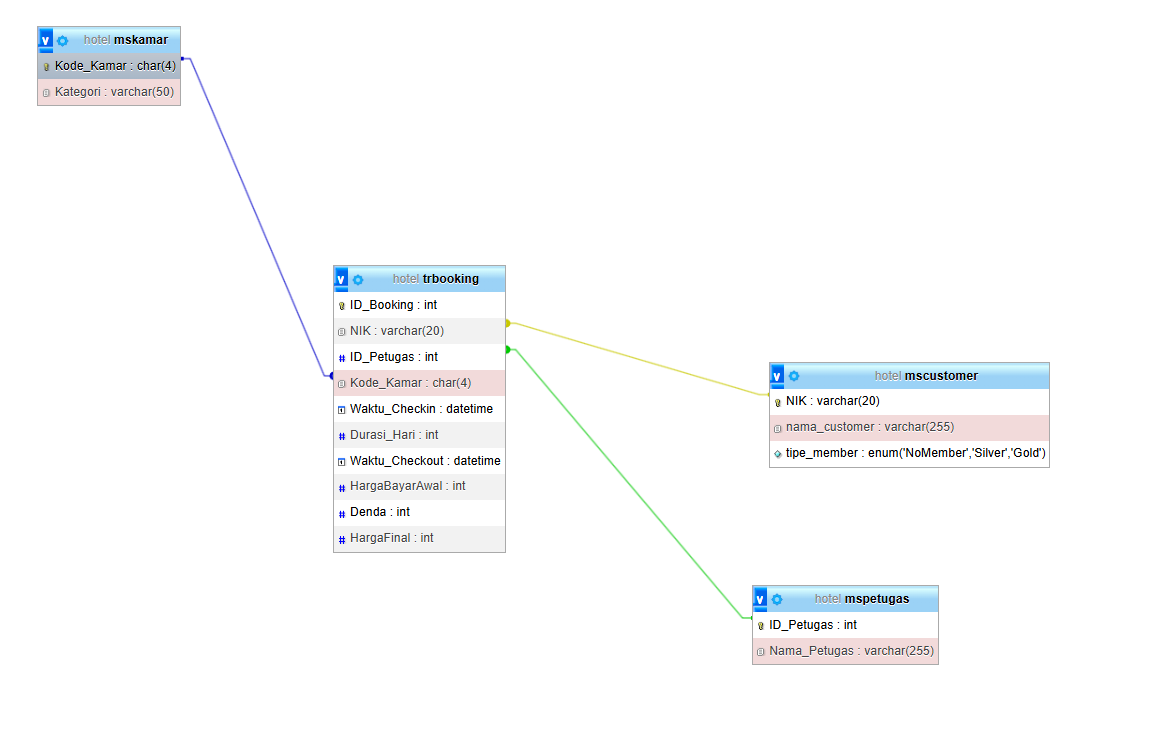 v hotel mskamar
Kode_Kamar : char(4)
Kategori : varchar(50)
v hotel trbooking
ID_Booking : int
NIK : varchar(20)
# ID_Petugas : int
Kode_Kamar : char(4)
Waktu_Checkin : datetime
# Durasi_Hari : int
Waktu_Checkout : datetime
# HargaBayarAwal : int
# Denda : int
# HargaFinal : int
v hotel mscustomer
NIK : varchar(20)
nama_customer : varchar(255)
tipe_member : enum('NoMember','Silver','Gold')
v hotel mspetugas
ID_Petugas : int
Nama_Petugas : varchar(255)